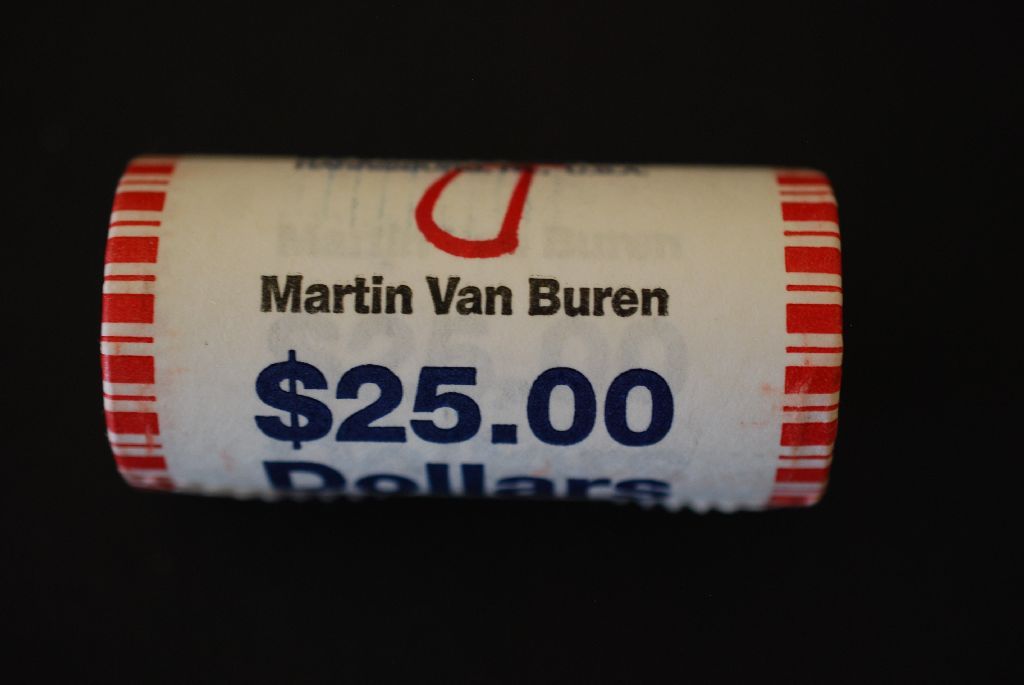 Martin Van Buren
$25.00
Dollars